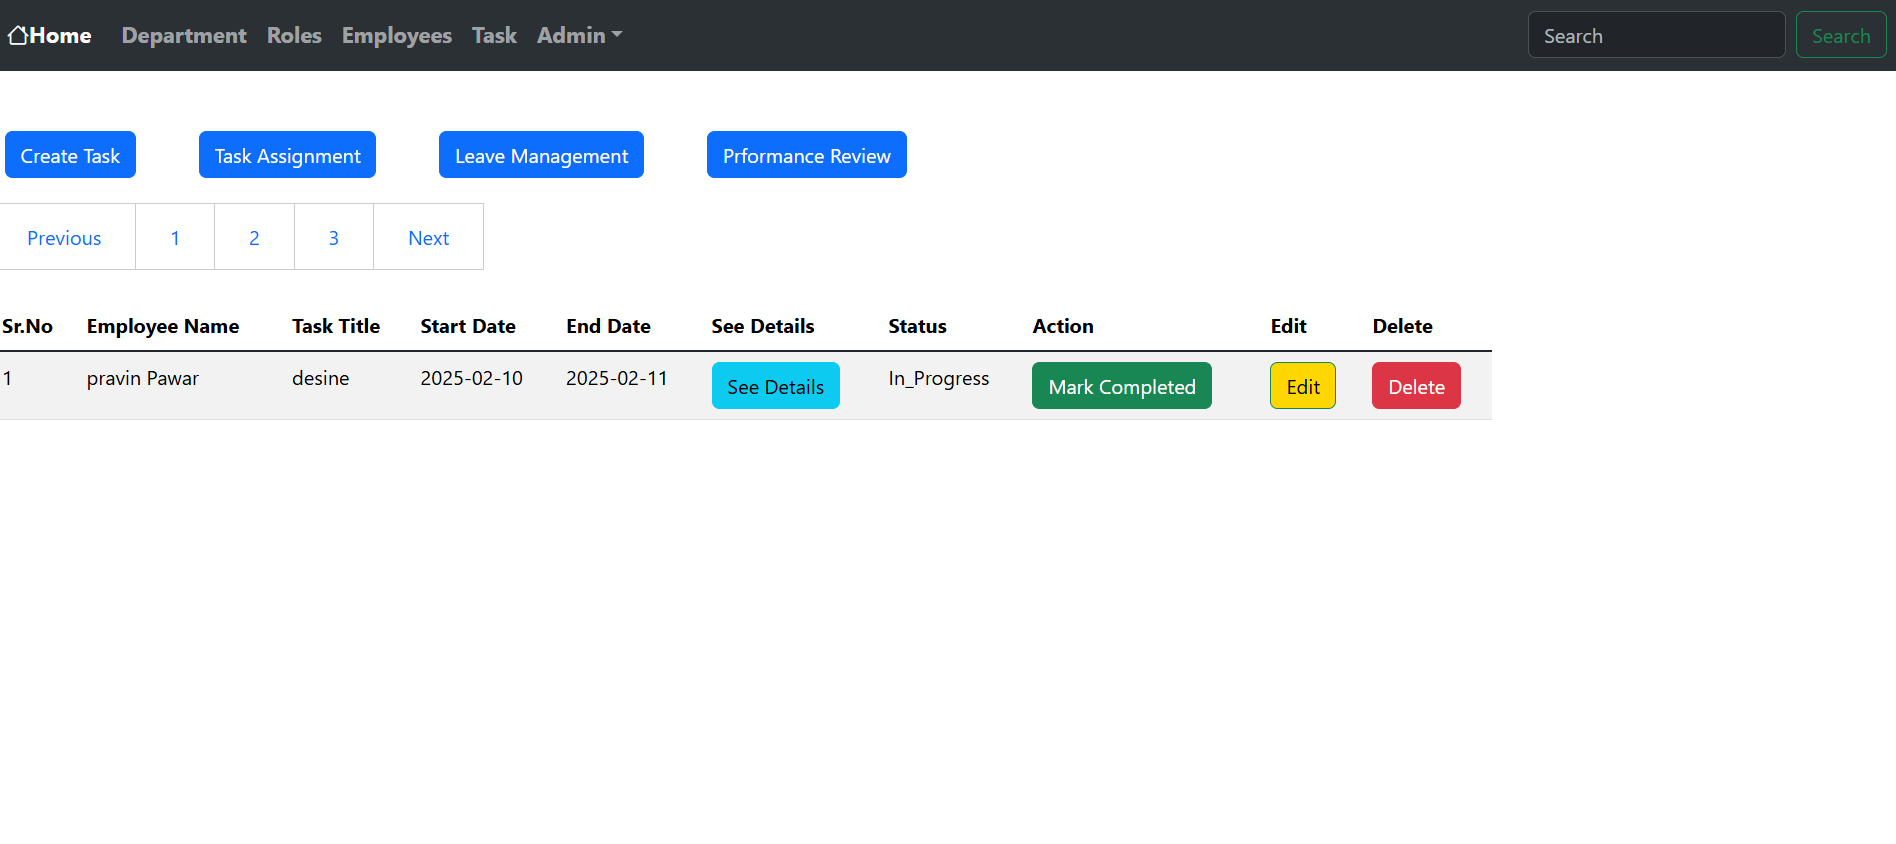 Home Department Roles Employees Task Admin Search Search
Create Task Task Assignment Leave Management Prformance Review
Previous 1 2 3 Next
Sr.No Employee Name Task Title Start Date End Date See Details Status Action Edit Delete
1 pravin Pawar desine 2025-02-10 2025-02-11 See Details In_Progress Mark Completed Edit Delete